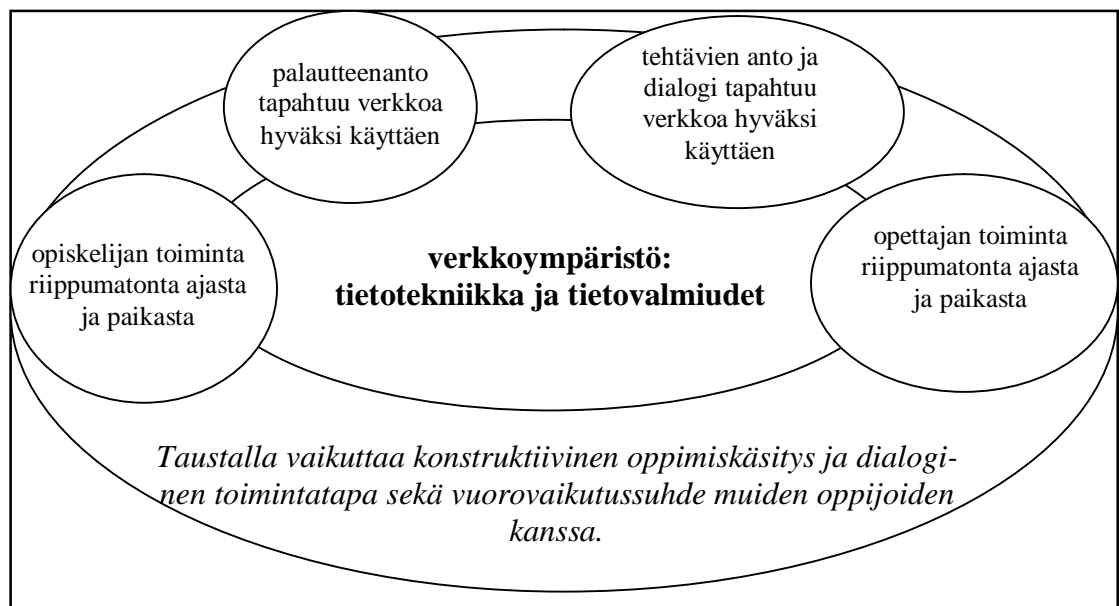 palautteenanto
tapahtuu verkkoa
hyväksi käyttäen
tehtävien anto ja
dialogi tapahtuu
verkkoa hyväksi
käyttäen
opiskelijan toiminta
riippumatonta ajasta
ja paikasta
verkkoympäristö:
tietotekniikka ja tietovalmiudet
opettajan toiminta
riippumatonta ajasta
ja paikasta
Taustalla vaikuttaa konstruktiivinen oppimiskäsitys ja dialogi-
nen toimintatapa sekä vuorovaikutussuhde muiden oppijoiden
kanssa.